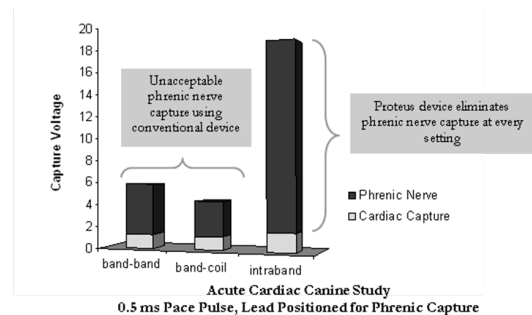 20
18
16
14
12
10
8
6
4
2
0
Capture Voltage
Unacceptable
phrenic nerve
capture using
conventional device
Proteus device eliminates
phrenic nerve capture at every
setting
Phrenic Nerve
Cardiac Capture
band-band
band-coil
intraband
Acute Cardiac Canine Study
0.5 ms Pace Pulse, Lead Positioned for Phrenic Capture